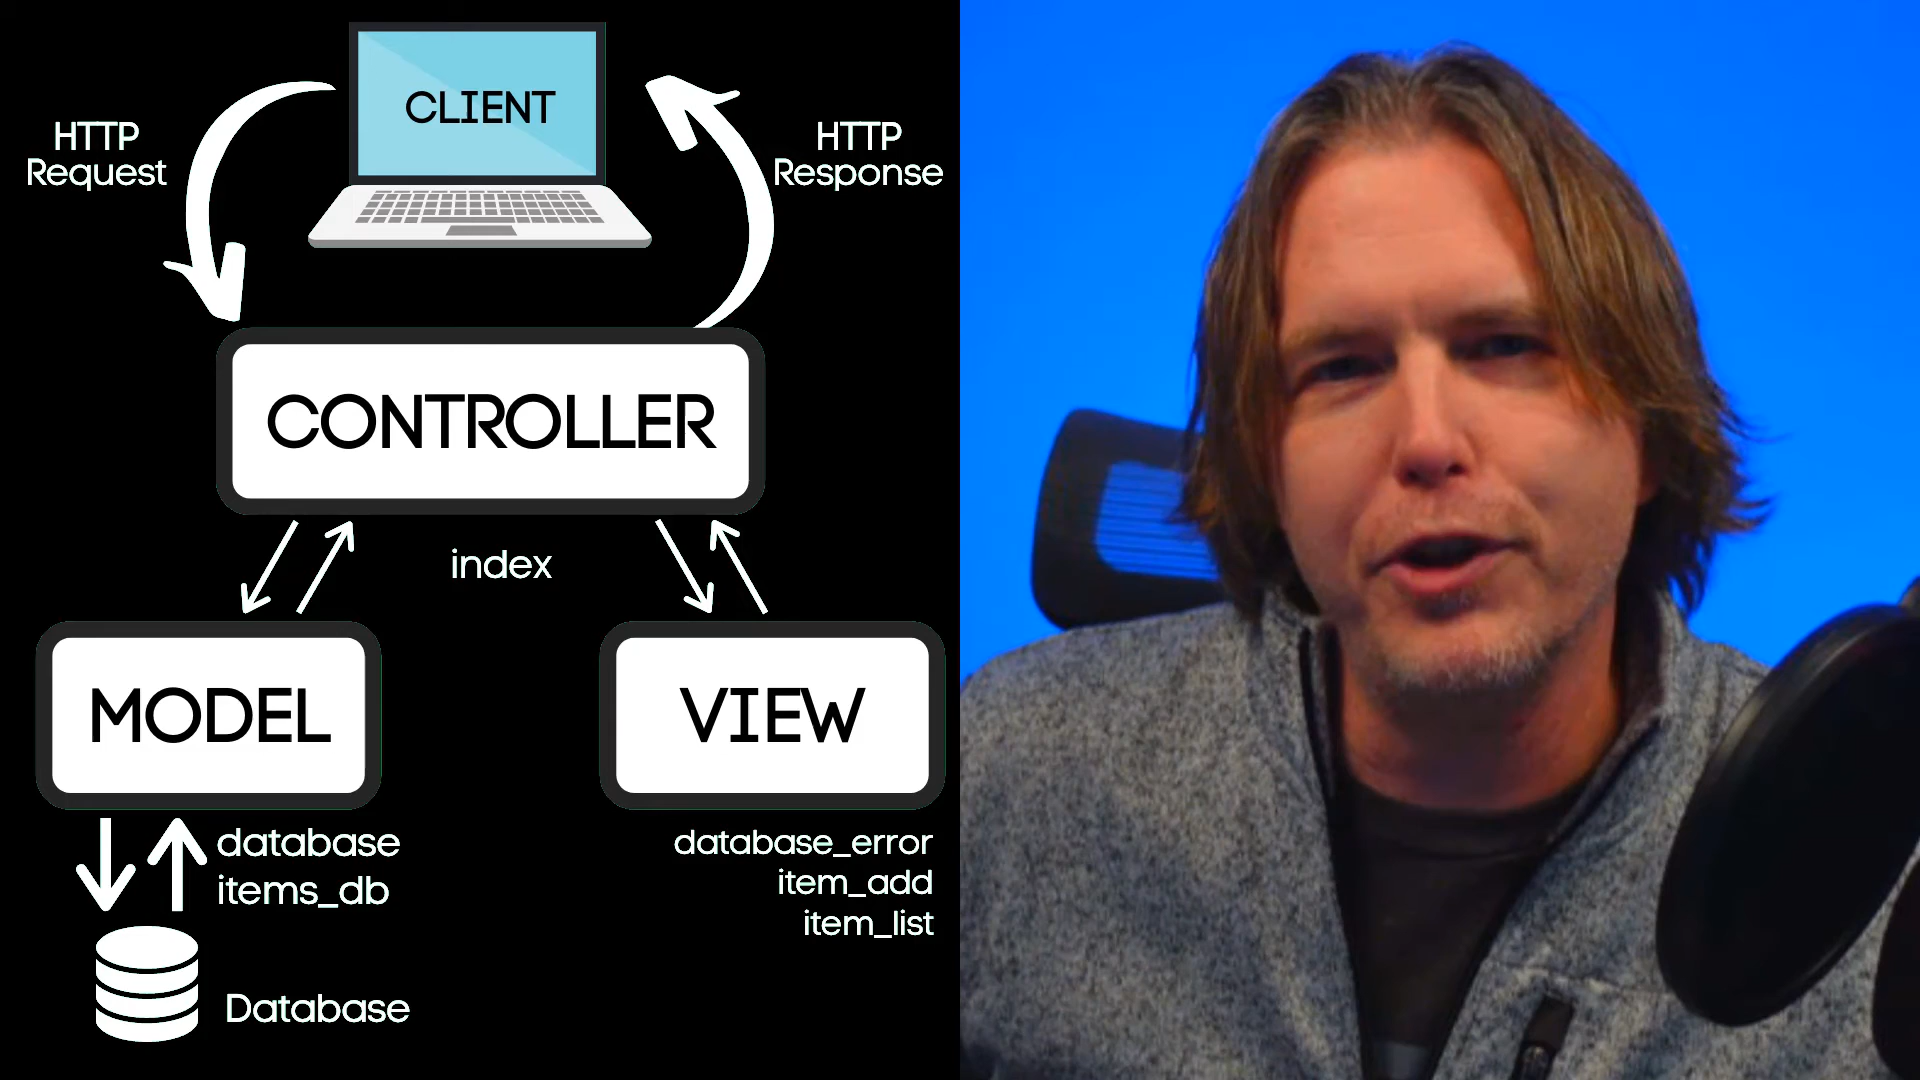 CLIENT
HTTP
Request
HTTP
Response
CONTROLLER
index
MODEL
VIEW
database
items_db
database_error
item_add
item_list
Database